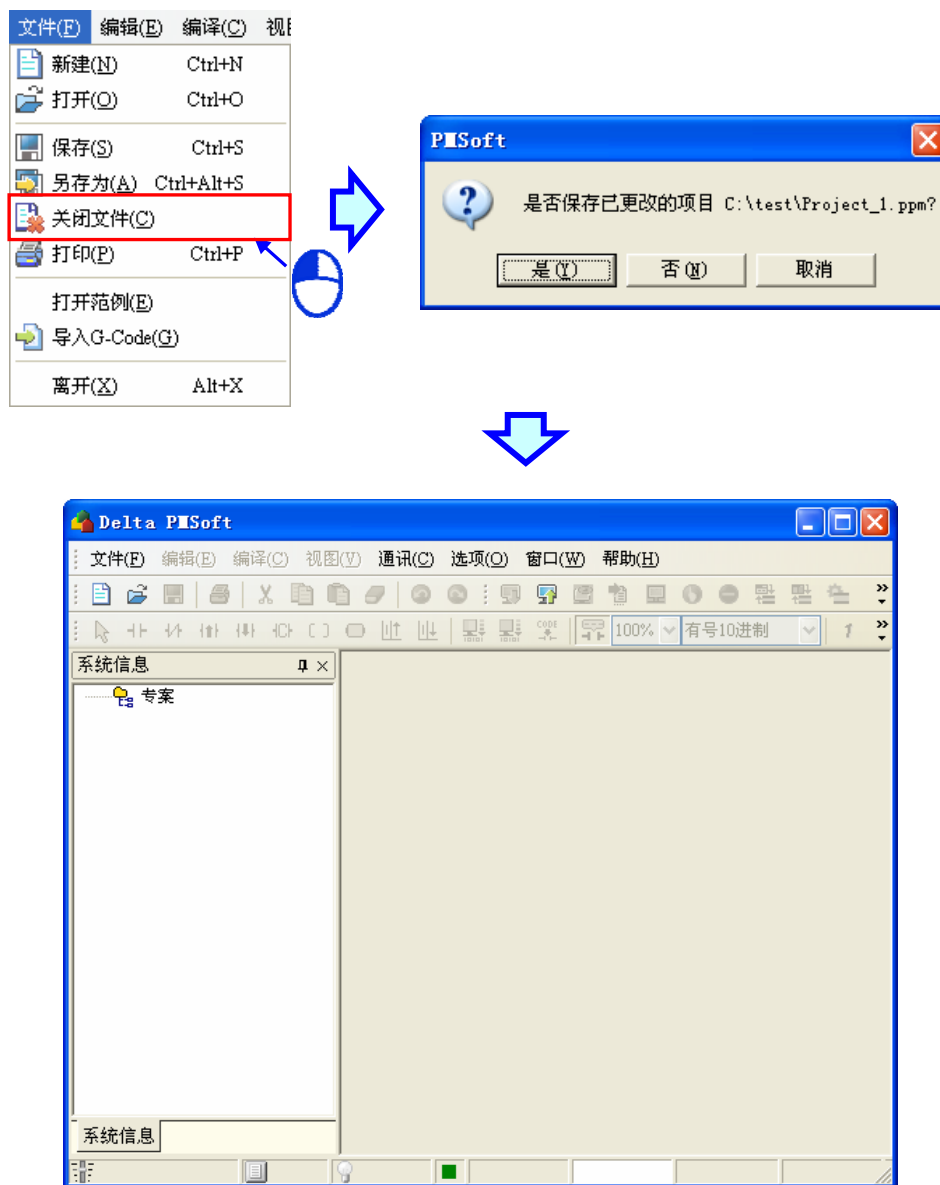 文件(F) 编辑(E) 编译(C)
新建(N) Ctrl+N
打开(O) Ctrl+O
保存(S) Ctrl+S
另存为(A) Ctrl+Alt+S
关闭文件(C)
打印(P) Ctrl+P
打开范例(E)
导入G-Code(G)
离开(X) Alt+X
PMSoft
是否保存已更改的项目 C:\test\Project_1.ppm?
是(Y) 否(N) 取消
Delta PMSoft
文件(F) 编辑(E) 编译(C) 视图(V) 通讯(C) 选项(O) 窗口(W) 帮助(H)
CODE 100% 有号10进制 1
系统信息
专案
系统信息